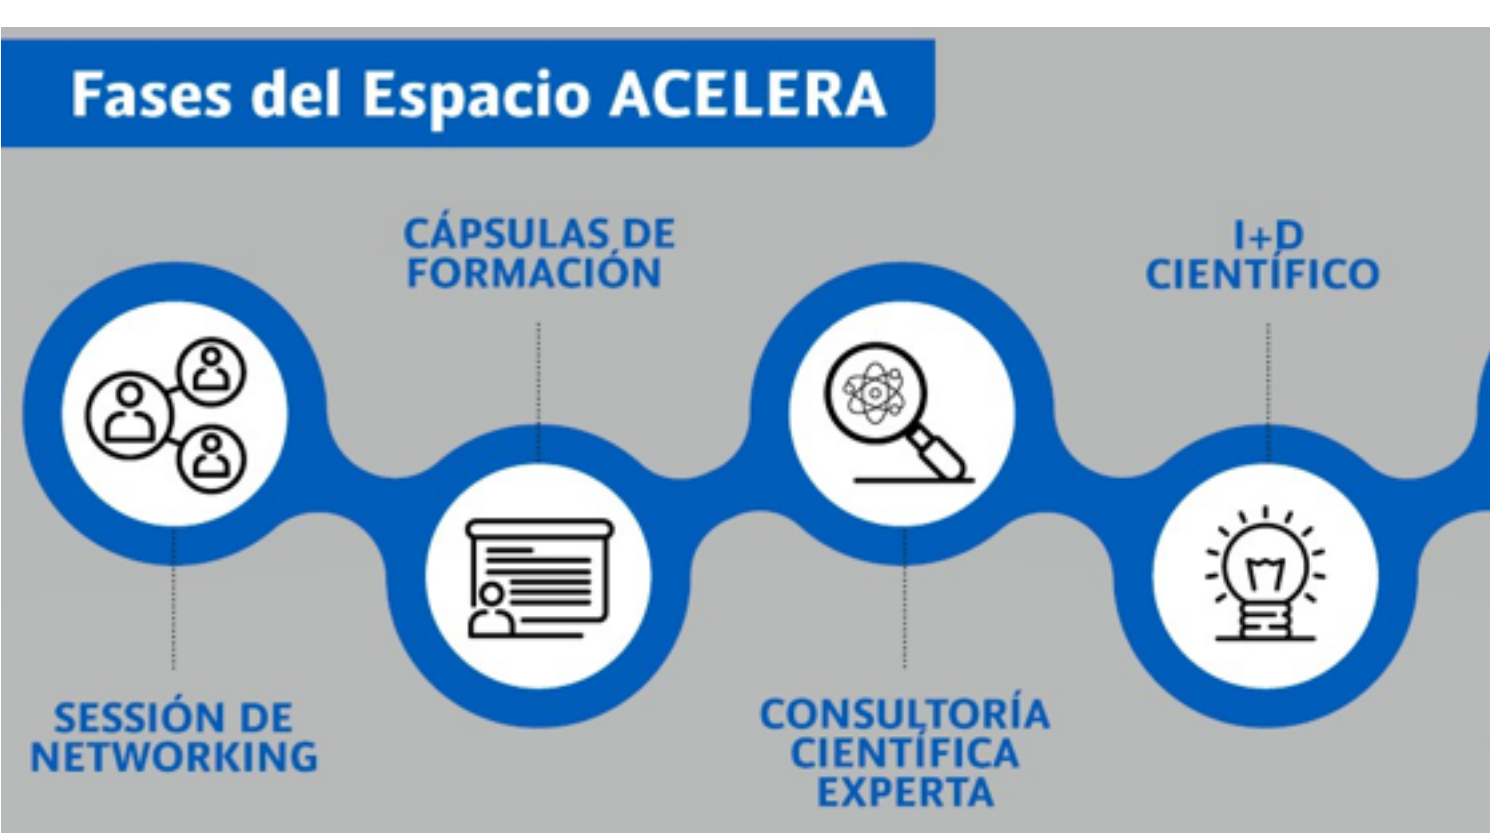 Fases del Espacio ACELERA
SESSIÓN DE
NETWORKING
CÁPSULAS DE
FORMACIÓN
CONSULTORÍA
CIENTÍFICA
EXPERTA
I+D
CIENTÍFICO